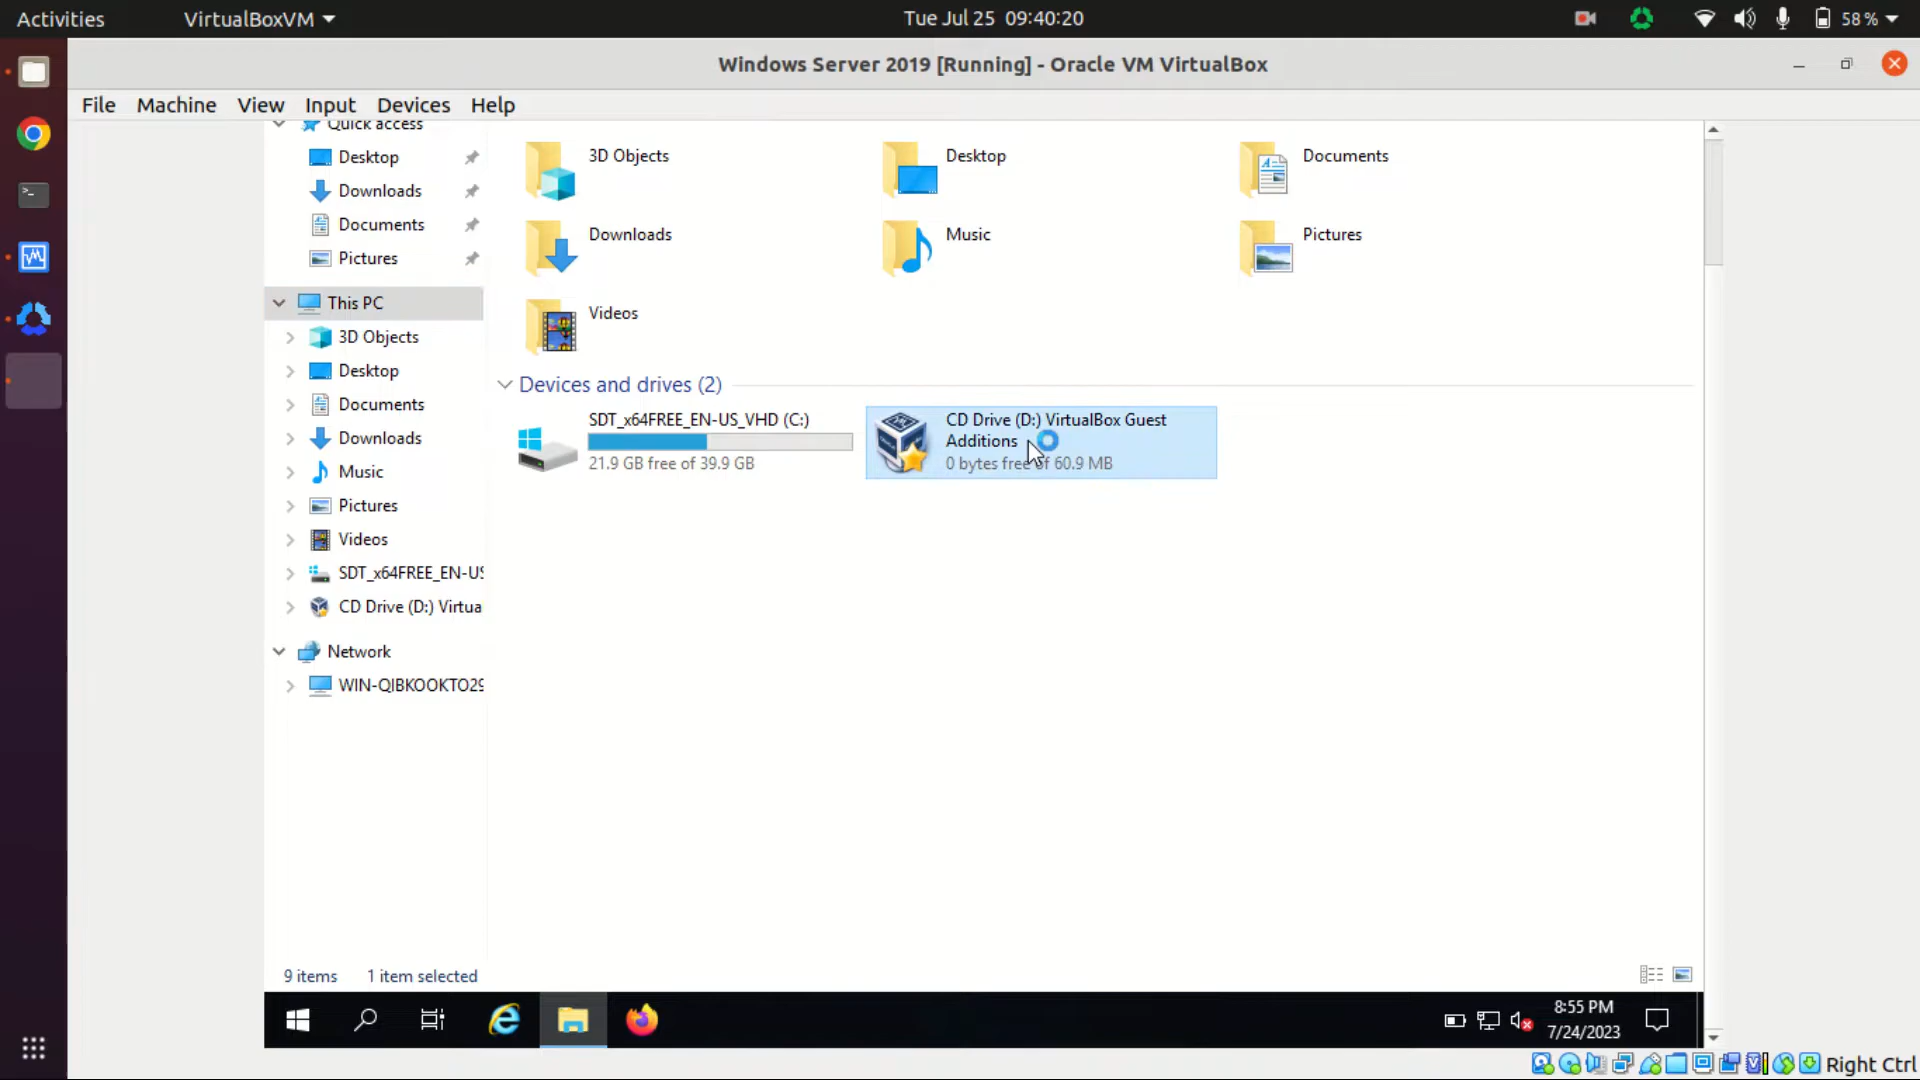 Activities
VirtualBoxVM
Tue Jul 25 09:40:20
58 %
Windows Server 2019 [Running] - Oracle VM VirtualBox
File Machine View Input Devices Help
Quick access
Desktop
Downloads
Documents
Pictures
This PC
3D Objects
Desktop
Documents
Downloads
Music
Pictures
Videos
SDT_x64FREE_EN-US
CD Drive (D:) Virtua
Network
WIN-QIBKOOKTO29
3D Objects
Desktop
Documents
Downloads
Music
Pictures
Videos
Devices and drives (2)
SDT_x64FREE_EN-US_VHD (C:)
21.9 GB free of 39.9 GB
CD Drive (D:) VirtualBox Guest
Additions
0 bytes free of 60.9 MB
9 items
1 item selected
8:55 PM
7/24/2023
Right Ctrl